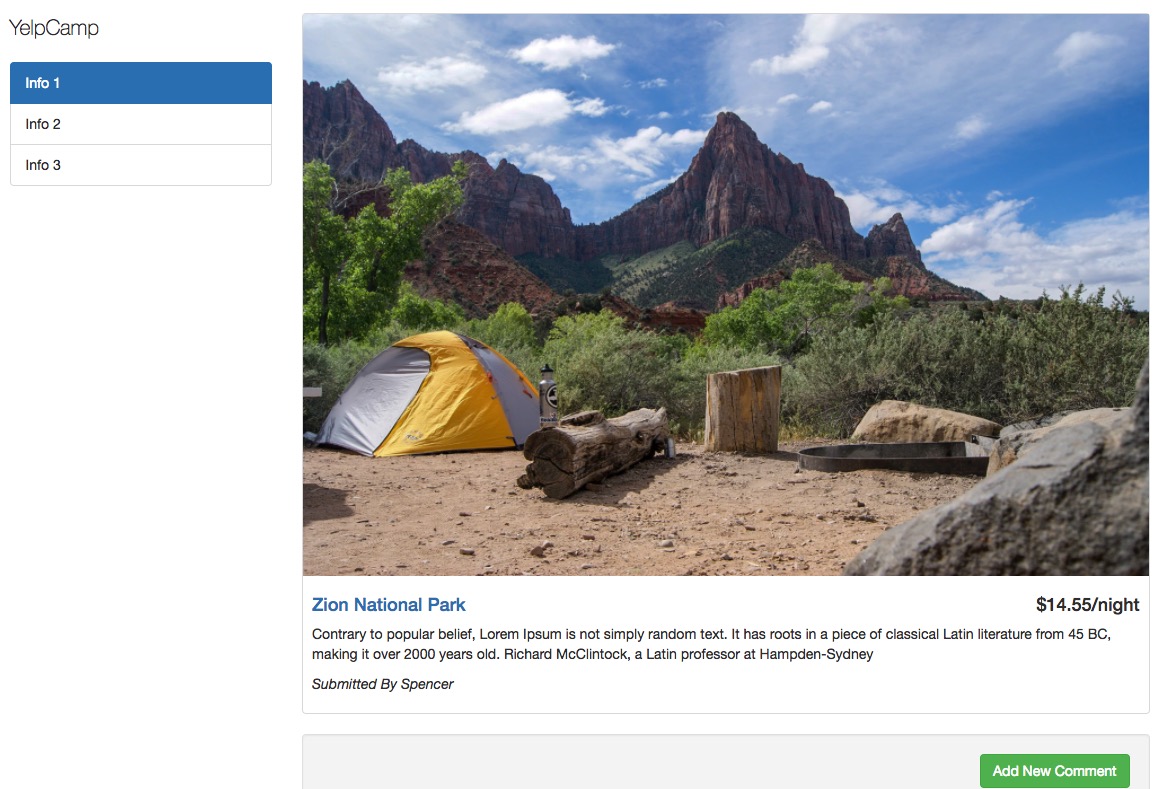 YelpCamp
Info 1
Info 2
Info 3
Zion National Park
$14.55/night
Contrary to popular belief, Lorem Ipsum is not simply random text. It has roots in a piece of classical Latin literature from 45 BC,
making it over 2000 years old. Richard McClintock, a Latin professor at Hampden-Sydney
Submitted By Spencer
Add New Comment